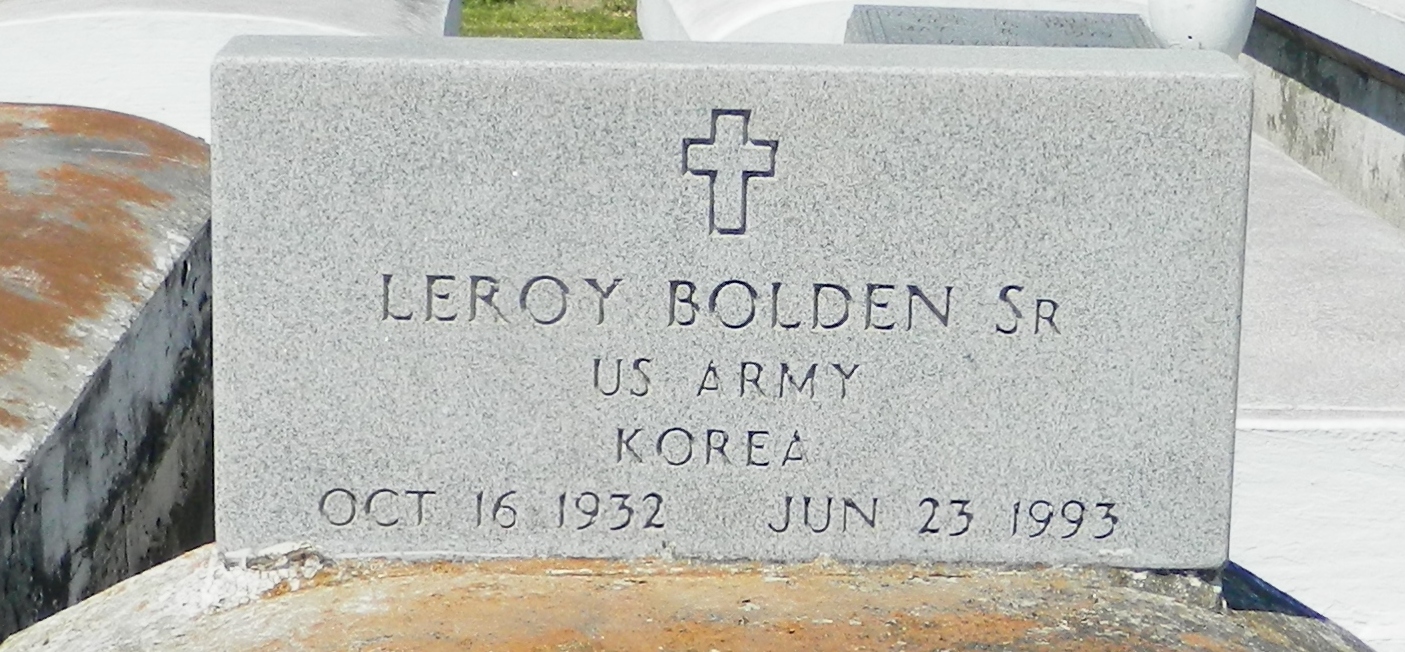 LEROY BOLDEN SR
US ARMY
KOREA
OCT 16 1932 JUN 23 1993